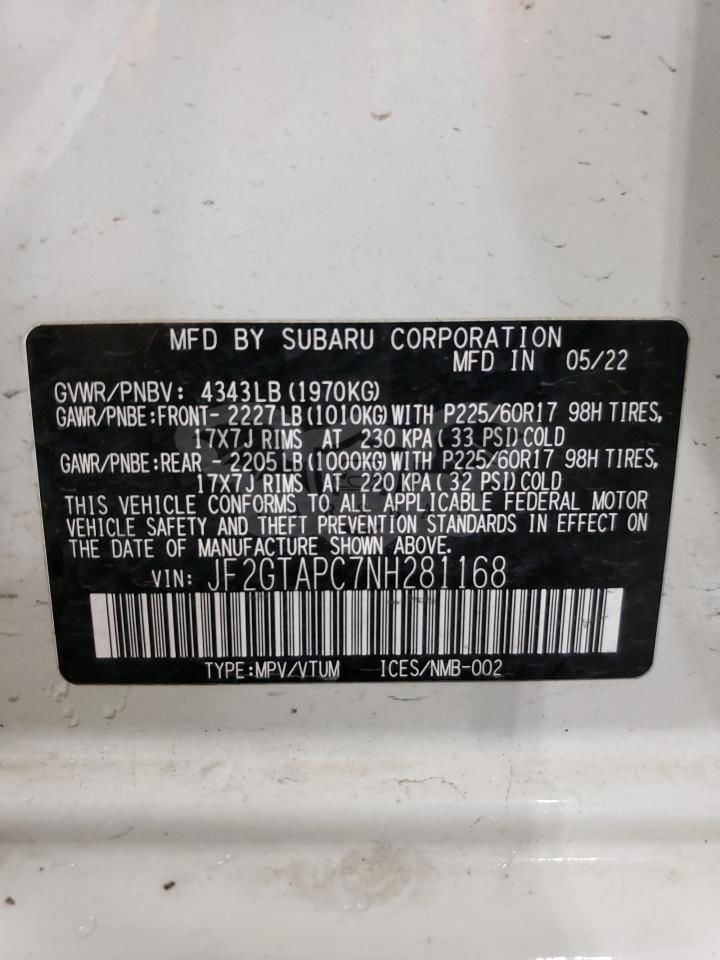 MFD BY SUBARU CORPORATION
MFD IN 05/22
GVWR/PNBV: 4343LB (1970KG)
GAWR/PNBE:FRONT- 2227LB (1010KG) WITH P225/60R17 98H TIRES,
17X7J RIMS AT 230 KPA (33 PSI) COLD
GAWR/PNBE:REAR - 2205LB (1000KG) WITH P225/60R17 98H TIRES,
17X7J RIMS AT 220 KPA (32 PSI) COLD
THIS VEHICLE CONFORMS TO ALL APPLICABLE FEDERAL MOTOR
VEHICLE SAFETY AND THEFT PREVENTION STANDARDS IN EFFECT ON
THE DATE OF MANUFACTURE SHOWN ABOVE.
VIN: JF2GTAPC7NH281168
TYPE:MPV/VTUM ICES/NMB-002